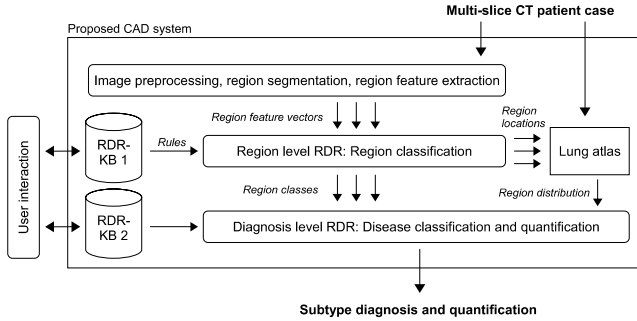 Multi-slice CT patient case
Proposed CAD system
Image preprocessing, region segmentation, region feature extraction
Region feature vectors
Region
locations
User interaction
RDR-
KB 1
Rules
Region level RDR: Region classification
Lung atlas
Region classes
Region distribution
RDR-
KB 2
Diagnosis level RDR: Disease classification and quantification
Subtype diagnosis and quantification